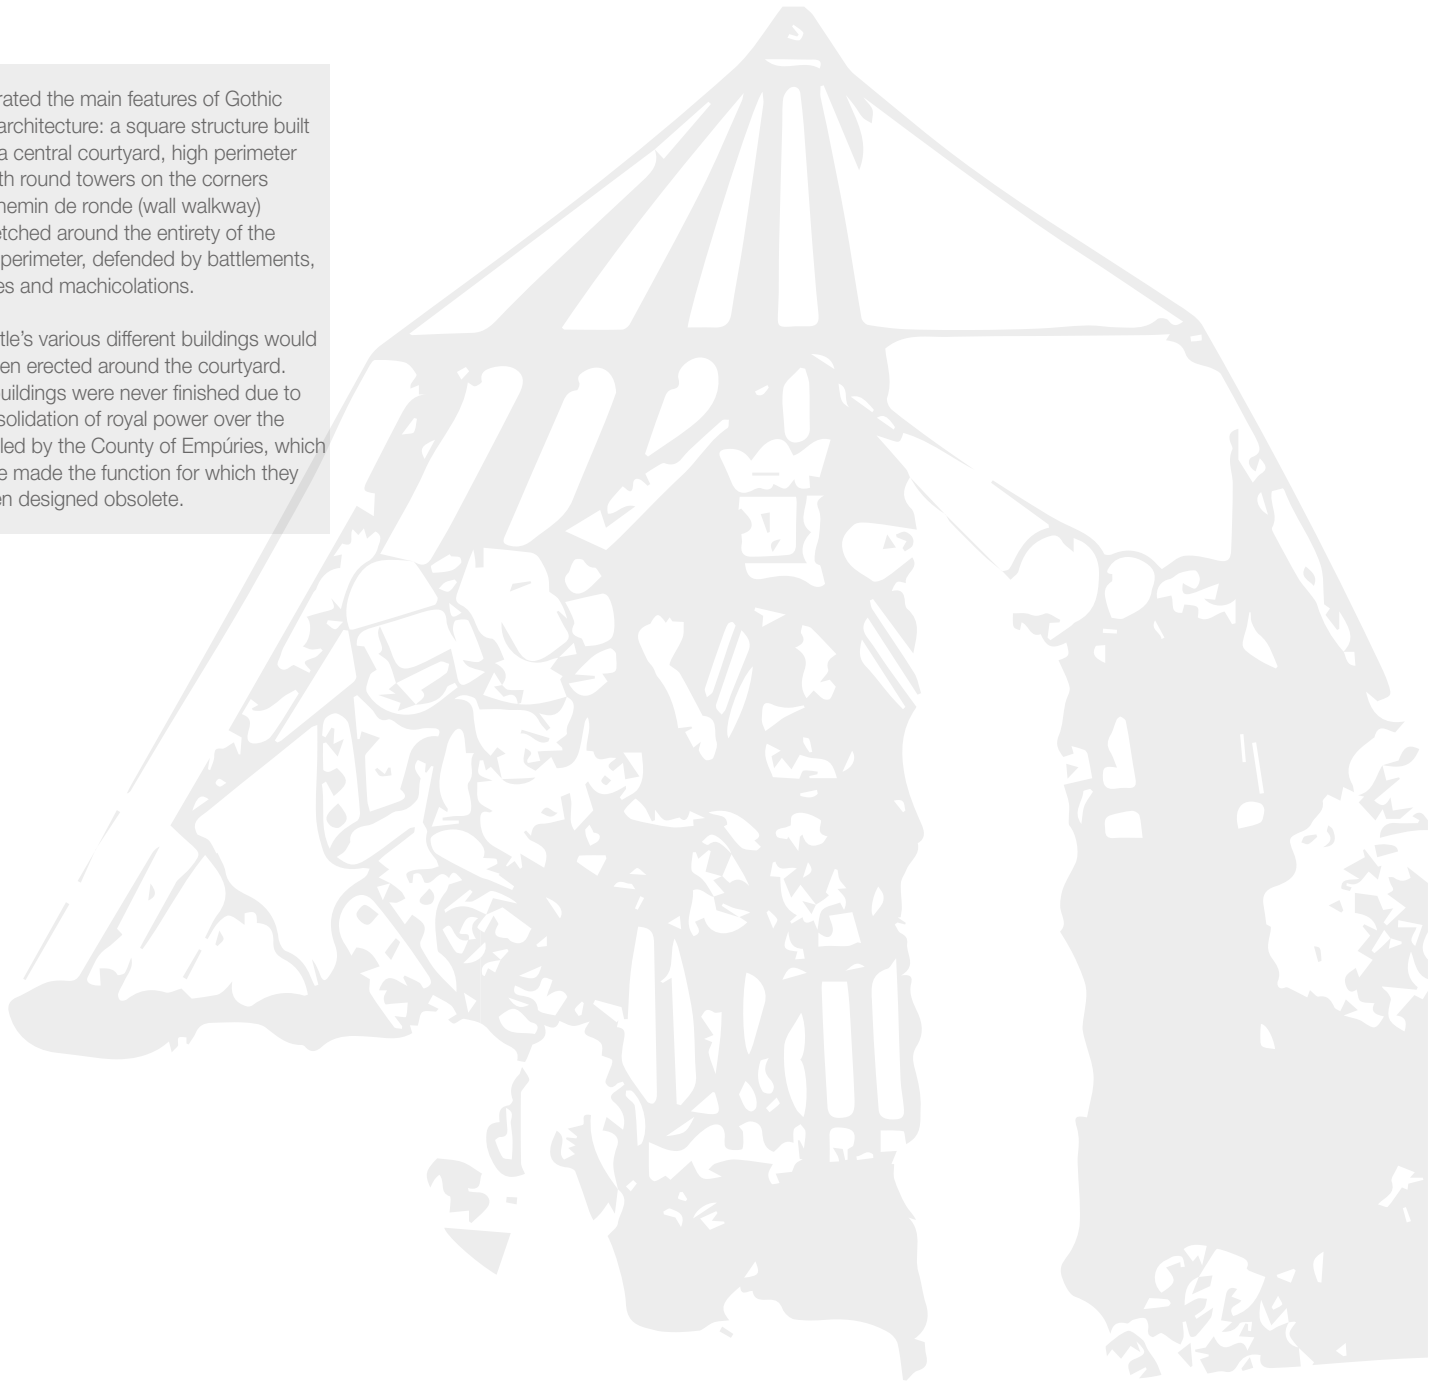 rated the main features of Gothic
architecture: a square structure built
a central courtyard, high perimeter
th round towers on the corners
hemin de ronde (wall walkway)
etched around the entirety of the
perimeter, defended by battlements,
es and machicolations.
tle’s various different buildings would
en erected around the courtyard.
uildings were never finished due to
solidation of royal power over the
led by the County of Empúries, which
e made the function for which they
en designed obsolete.